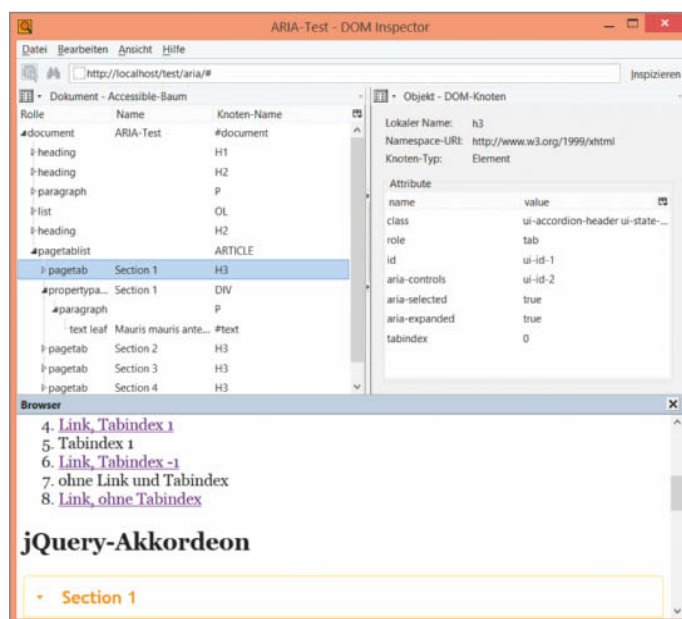 ARIA-Test - DOM Inspector
Datei Bearbeiten Ansicht Hilfe
http://localhost/test/aria/#
Inspizieren
Dokument - Accessible-Baum
Rolle Name Knoten-Name
document ARIA-Test #document
heading H1
heading H2
paragraph P
list OL
heading H2
pagetablist ARTICLE
pagetab Section 1 H3
propertypa... Section 1 DIV
paragraph P
text leaf Mauris mauris ante... #text
pagetab Section 2 H3
pagetab Section 3 H3
pagetab Section 4 H3
Objekt - DOM-Knoten
Lokaler Name: h3
Namespace-URI: http://www.w3.org/1999/xhtml
Knoten-Typ: Element
Attribute
name value
class ui-accordion-header ui-state-...
role tab
id ui-id-1
aria-controls ui-id-2
aria-selected true
aria-expanded true
tabindex 0
Browser
4. Link, Tabindex 1
5. Tabindex 1
6. Link, Tabindex -1
7. ohne Link und Tabindex
8. Link, ohne Tabindex
jQuery-Akkordeon
Section 1